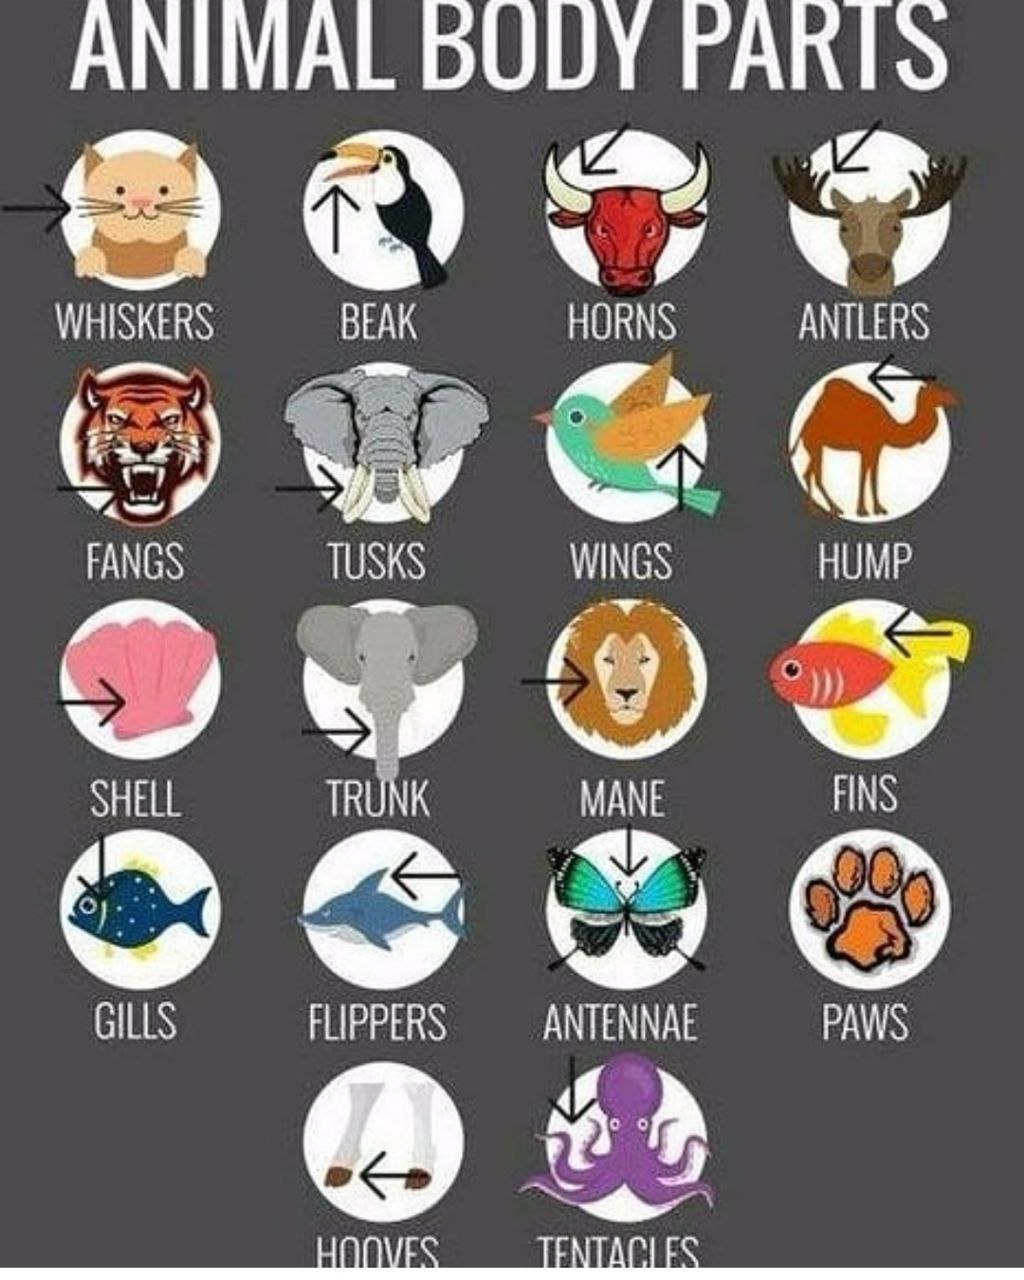 ANIMAL BODY PARTS
WHISKERS BEAK HORNS ANTLERS
FANGS TUSKS WINGS HUMP
SHELL TRUNK MANE FINS
GILLS FLIPPERS ANTENNAE PAWS
HOOVES TENTACLES